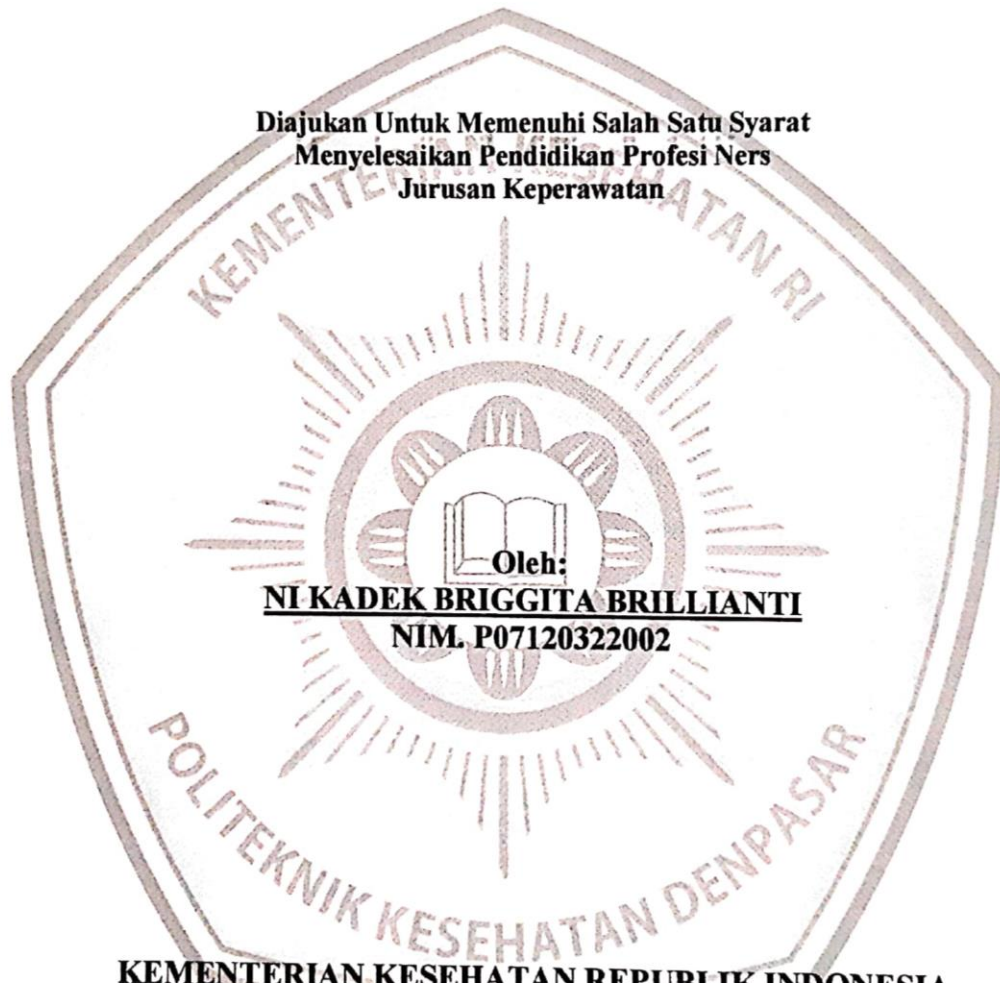 Diajukan Untuk Memenuhi Salah Satu Syarat
Menyelesaikan Pendidikan Profesi Ners
Jurusan Keperawatan
KEMENTERIAN KESEHATAN RI
Oleh:
NI KADEK BRIGGITA BRILLIANTI
NIM. P07120322002
POLITEKNIK KESEHATAN DENPASAR
KEMENTERIAN KESEHATAN REPUBLIK INDONESIA